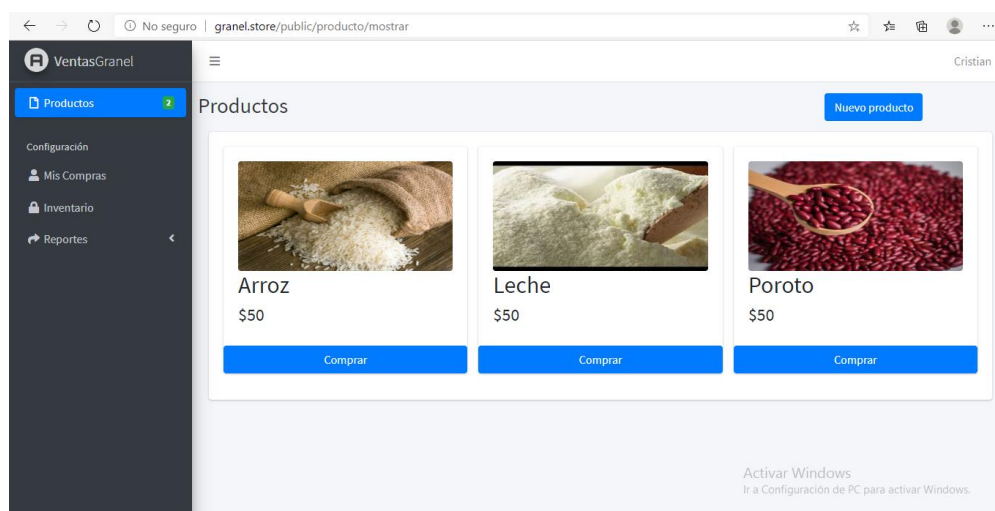 No seguro | granel.store/public/producto/mostrar
VentasGranel
Cristian
Productos 2
Configuración
Mis Compras
Inventario
Reportes
Productos
Nuevo producto
Arroz
$50
Comprar
Leche
$50
Comprar
Poroto
$50
Comprar
Activar Windows
Ir a Configuración de PC para activar Windows.